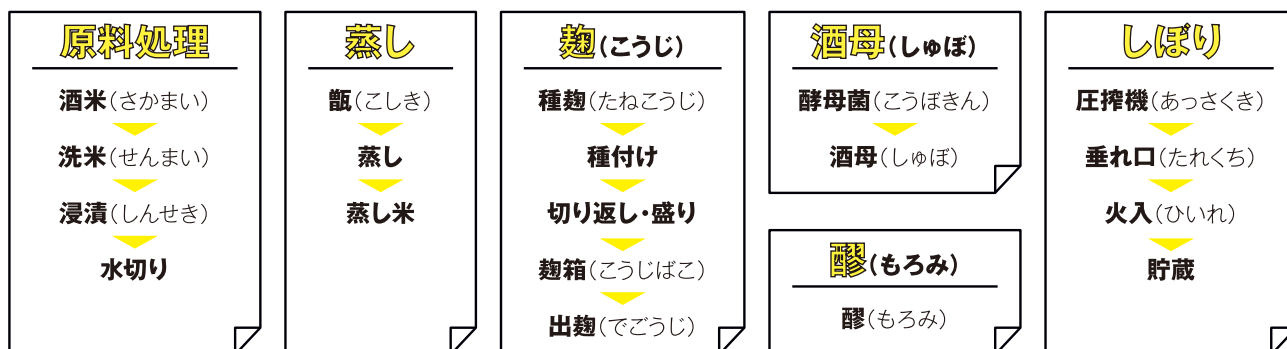 原料処理
酒米(さかまい)
洗米(せんまい)
浸漬(しんせき)
水切り
蒸し
甑(こしき)
蒸し
蒸し米
麹(こうじ)
種麹(たねこうじ)
種付け
切り返し・盛り
麹箱(こうじばこ)
出麹(でごうじ)
酒母(しゅぼ)
酵母菌(こうぼきん)
酒母(しゅぼ)
醪(もろみ)
醪(もろみ)
しぼり
圧搾機(あっさくき)
垂れ口(たれくち)
火入(ひいれ)
貯蔵